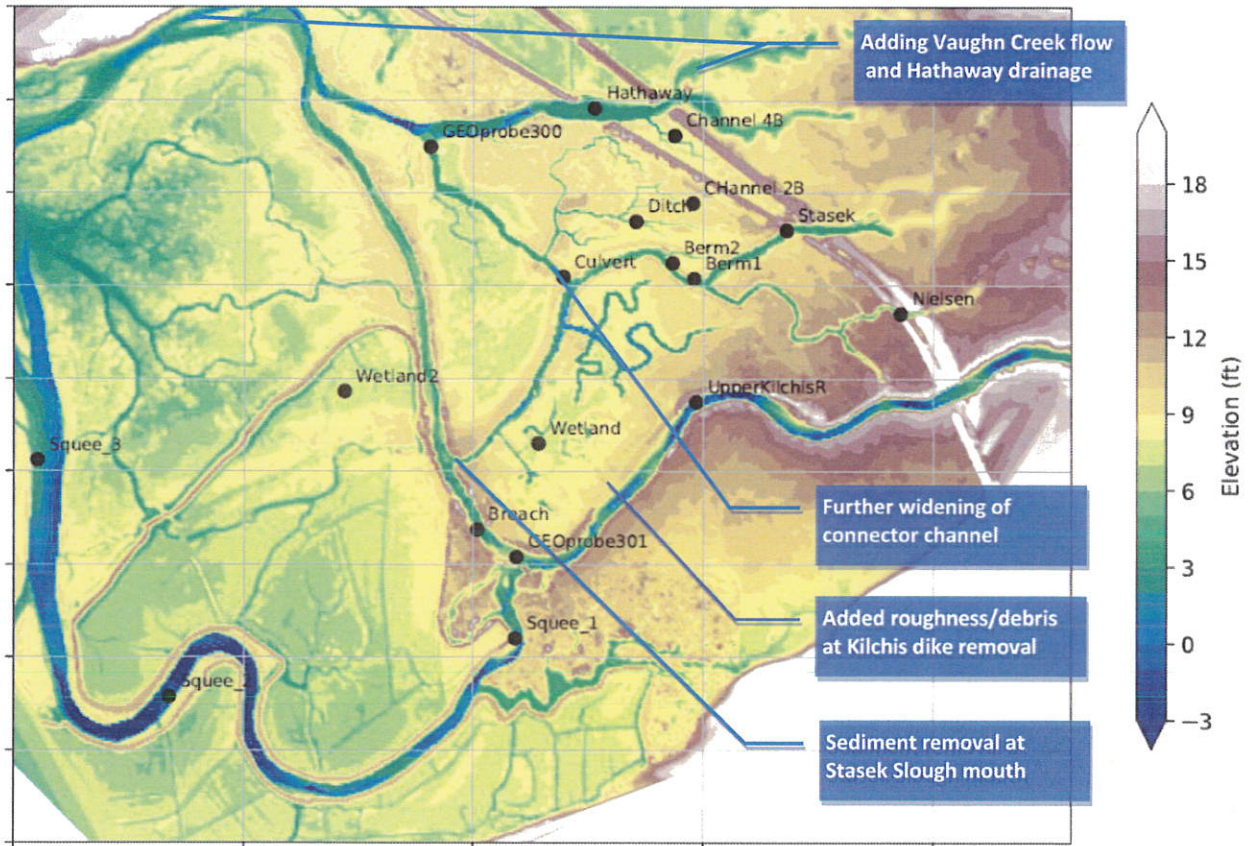 Adding Vaughn Creek flow
and Hathaway drainage
Hathaway
GEOprobe300
Channel 4B
CHannel 2B
Ditch
Stasek
Berm2
Berm1
Culvert
Nielsen
Wetland2
UpperKilchisR
Wetland
Squee_3
Breach
GEOprobe301
Squee_1
Squee_2
Further widening of
connector channel
Added roughness/debris
at Kilchis dike removal
Sediment removal at
Stasek Slough mouth
18
15
12
9
6
3
0
−3
Elevation (ft)